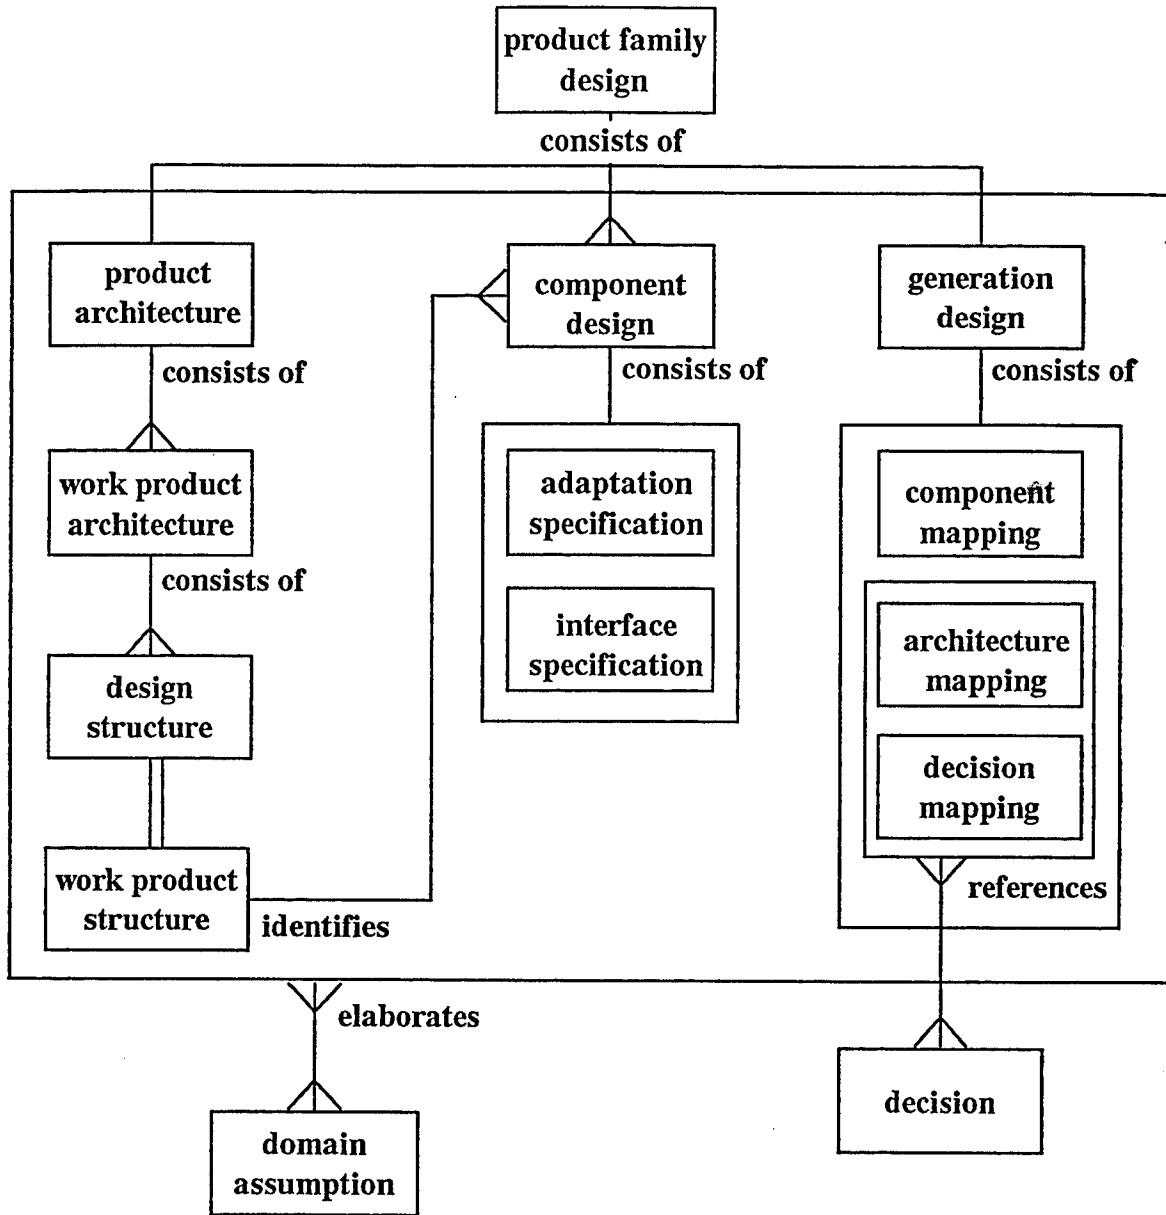 product family
design
consists of
product
architecture
component
design
generation
design
consists of
consists of
consists of
work product
architecture
adaptation
specification
component
mapping
consists of
interface
specification
architecture
mapping
design
structure
decision
mapping
work product
structure
identifies
references
elaborates
decision
domain
assumption